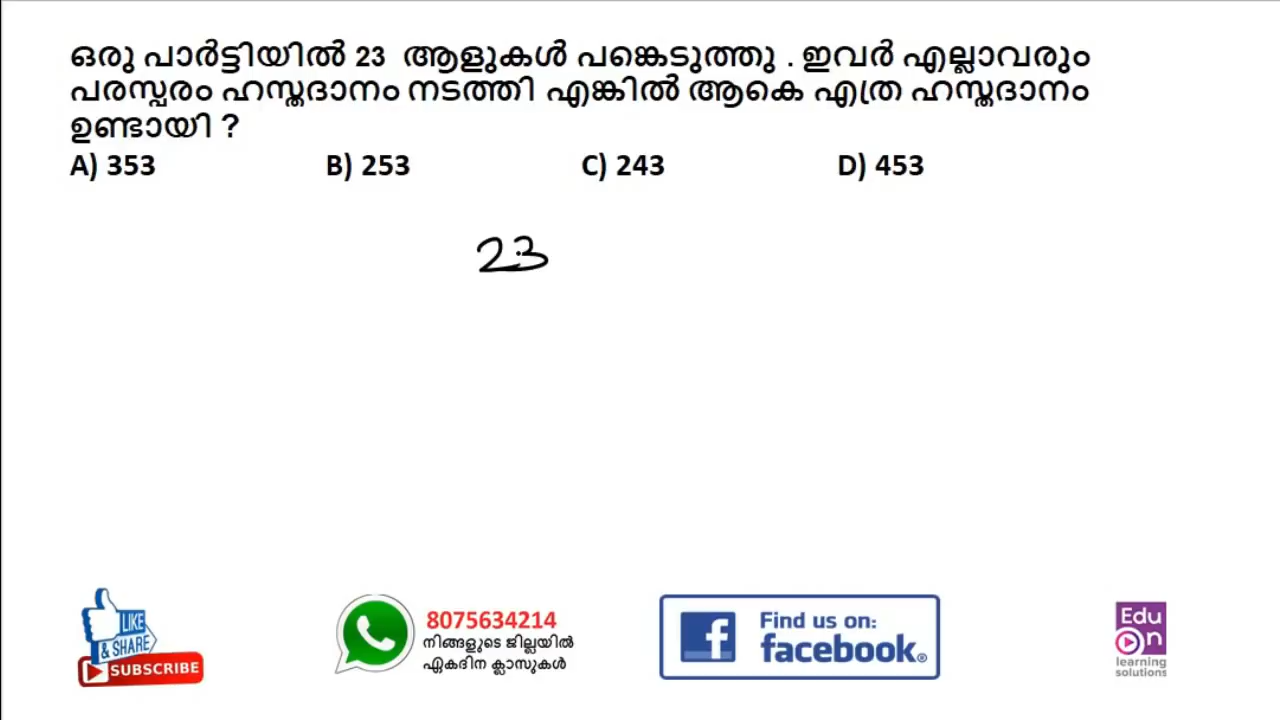 ഒരു പാർട്ടിയിൽ 23 ആളുകൾ പങ്കെടുത്തു . ഇവർ എല്ലാവരും
പരസ്പരം ഹസ്തദാനം നടത്തി എങ്കിൽ ആകെ എത്ര ഹസ്തദാനം
ഉണ്ടായി ?
A) 353 B) 253 C) 243 D) 453
23
LIKE
& SHARE
SUBSCRIBE
8075634214
നിങ്ങളുടെ ജില്ലയിൽ
ഏകദിന ക്ലാസുകൾ
Find us on:
facebook®
Edu
On
learning
solutions